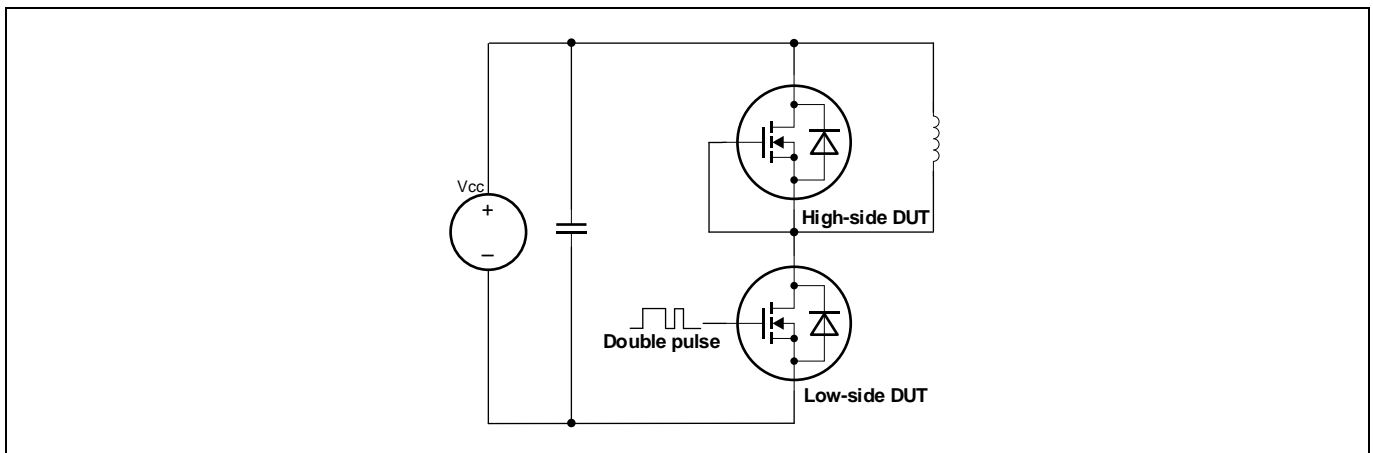 Vcc
+
−
High-side DUT
Double pulse
Low-side DUT